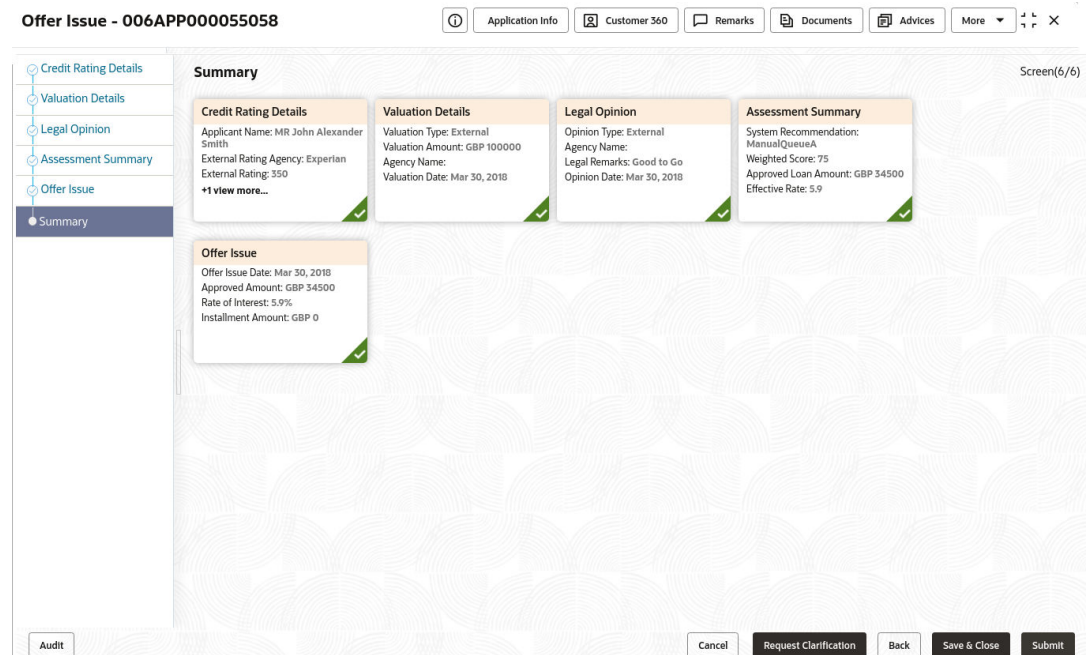 Offer Issue - 006APP000055058
Application Info
Customer 360
Remarks
Documents
Advices
More
Credit Rating Details
Valuation Details
Legal Opinion
Assessment Summary
Offer Issue
Summary
Summary
Screen(6/6)
Credit Rating Details
Applicant Name: MR John Alexander
Smith
External Rating Agency: Experian
External Rating: 350
+1 view more...
Valuation Details
Valuation Type: External
Valuation Amount: GBP 100000
Agency Name:
Valuation Date: Mar 30, 2018
Legal Opinion
Opinion Type: External
Agency Name:
Legal Remarks: Good to Go
Opinion Date: Mar 30, 2018
Assessment Summary
System Recommendation:
ManualQueueA
Weighted Score: 75
Approved Loan Amount: GBP 34500
Effective Rate: 5.9
Offer Issue
Offer Issue Date: Mar 30, 2018
Approved Amount: GBP 34500
Rate of Interest: 5.9%
Installment Amount: GBP 0
Audit
Cancel
Request Clarification
Back
Save & Close
Submit